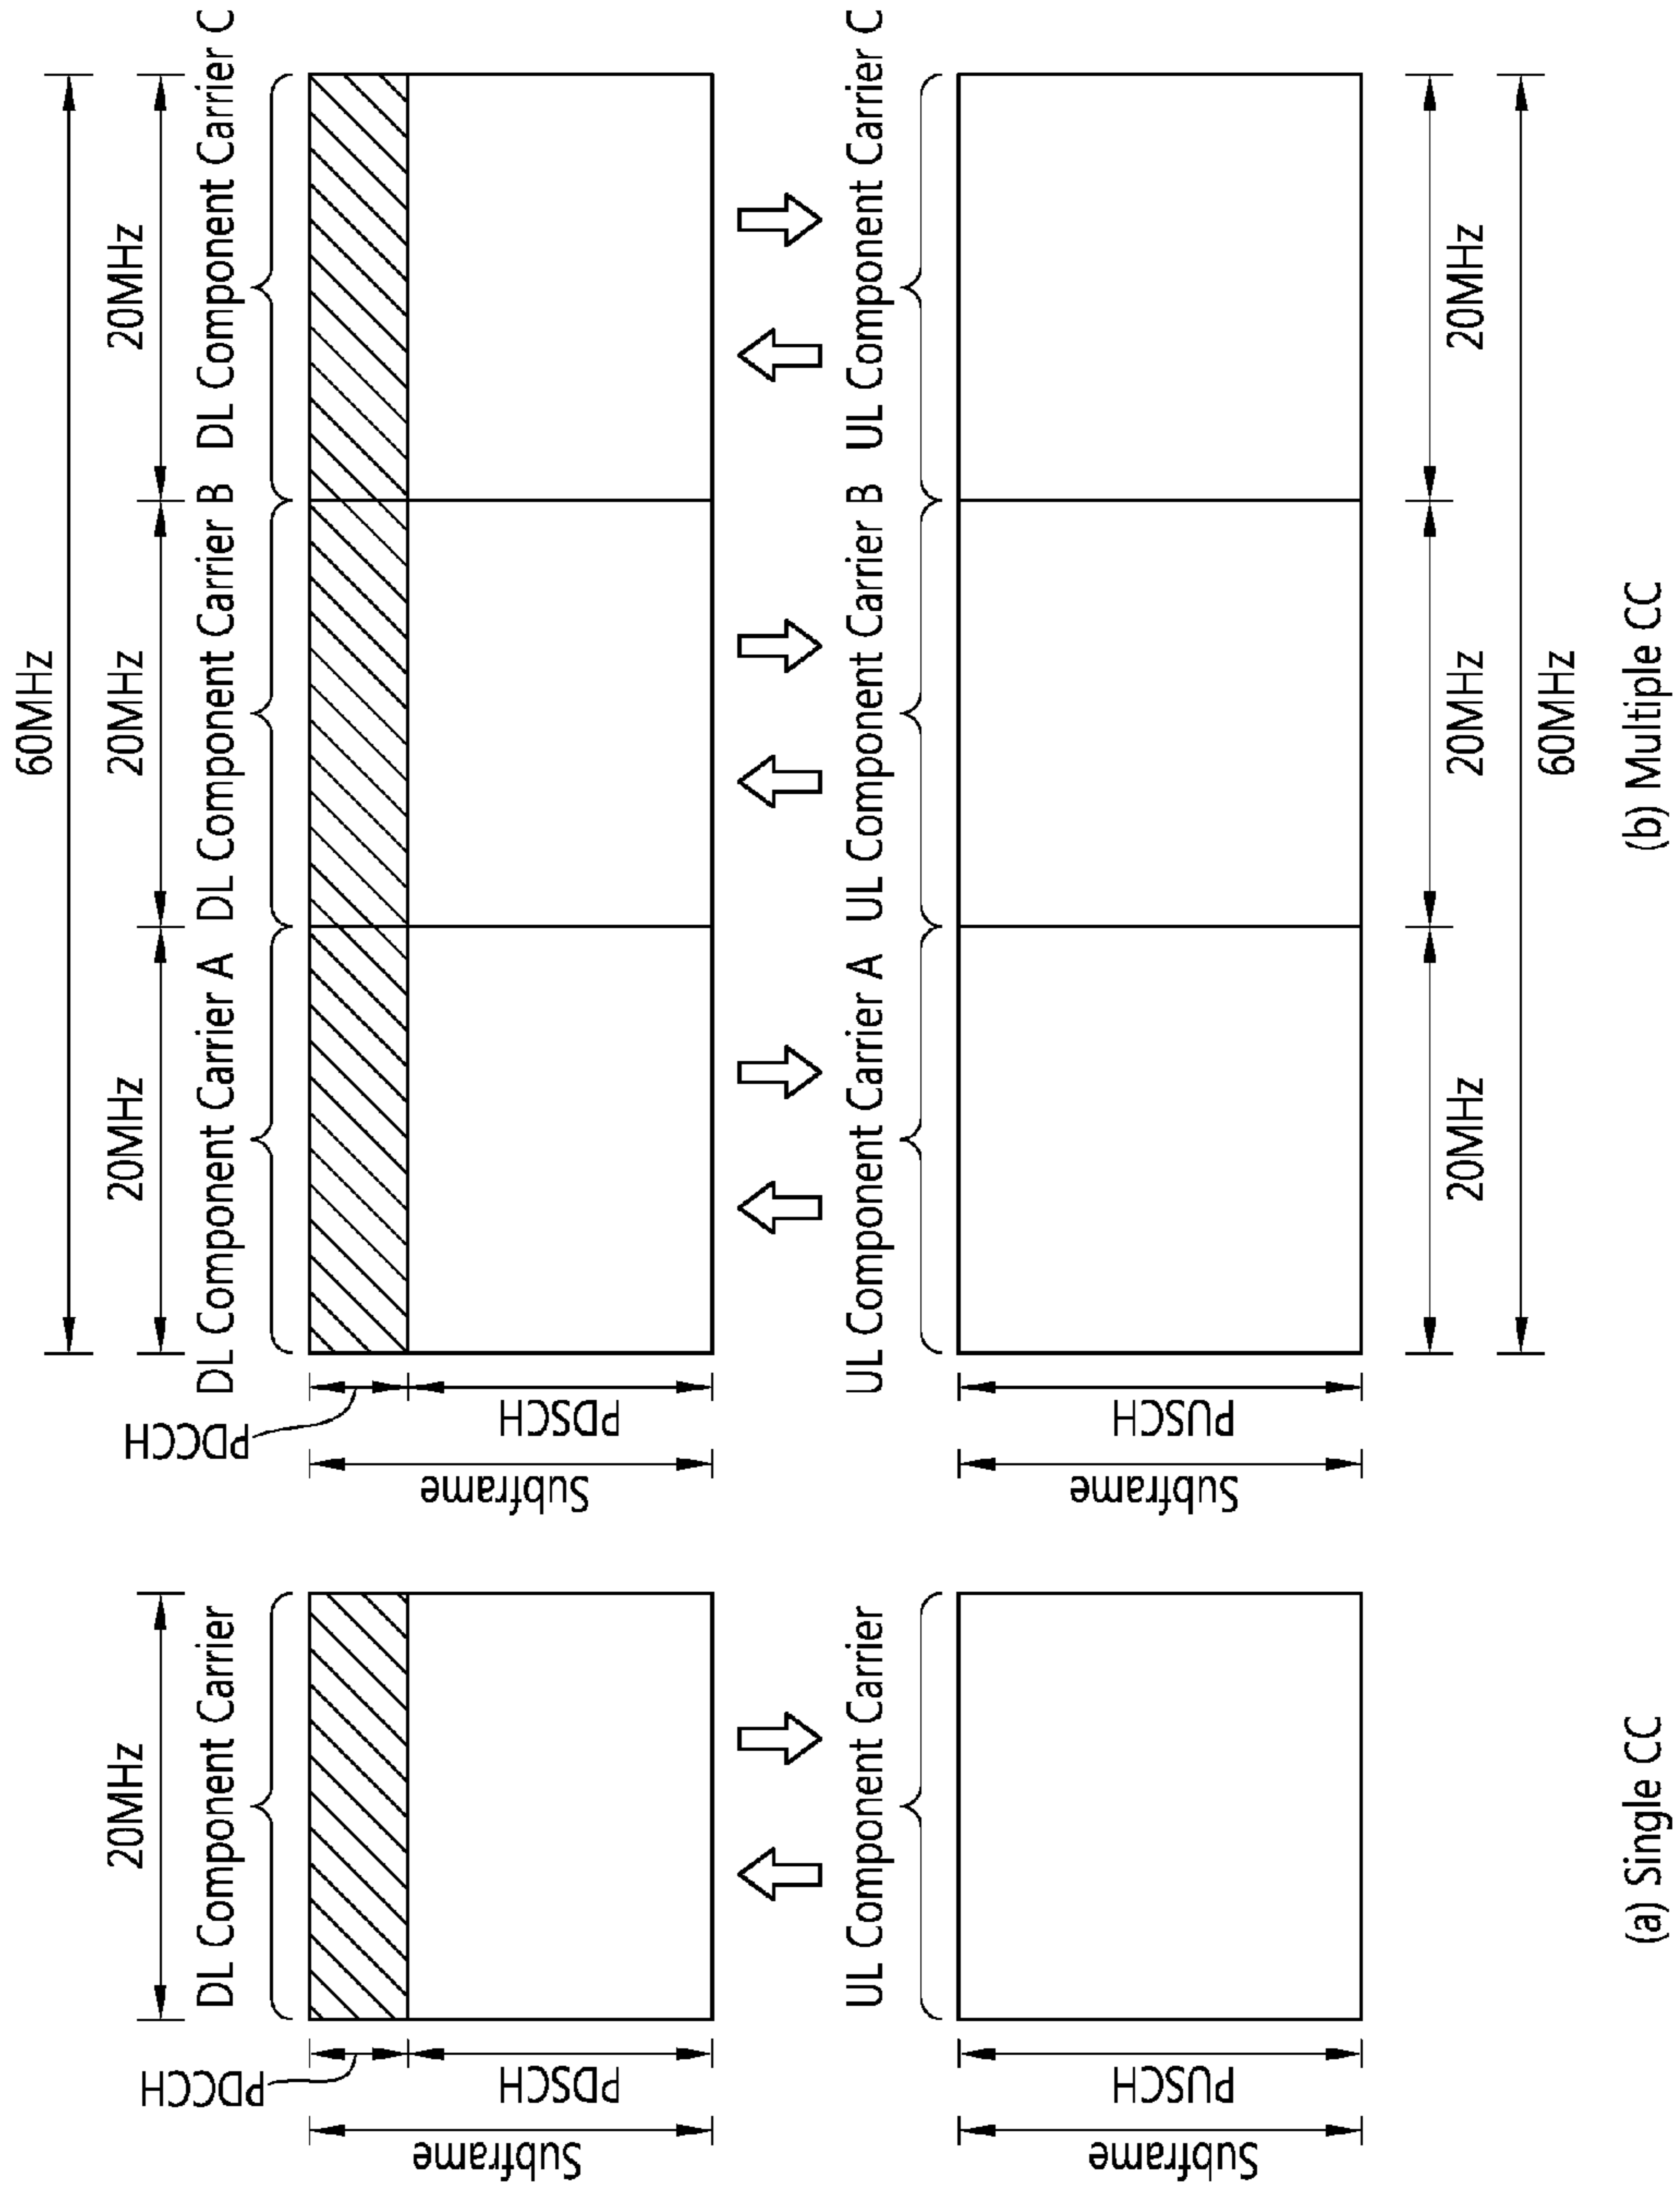 20MHz
DL Component Carrier
PDCCH
PDSCH
Subframe
UL Component Carrier
PUSCH
Subframe
(a) Single CC
60MHz
20MHz
20MHz
20MHz
DL Component Carrier A
DL Component Carrier B
DL Component Carrier C
PDCCH
PDSCH
Subframe
UL Component Carrier A
UL Component Carrier B
UL Component Carrier C
PUSCH
Subframe
20MHz
20MHz
20MHz
60MHz
(b) Multiple CC